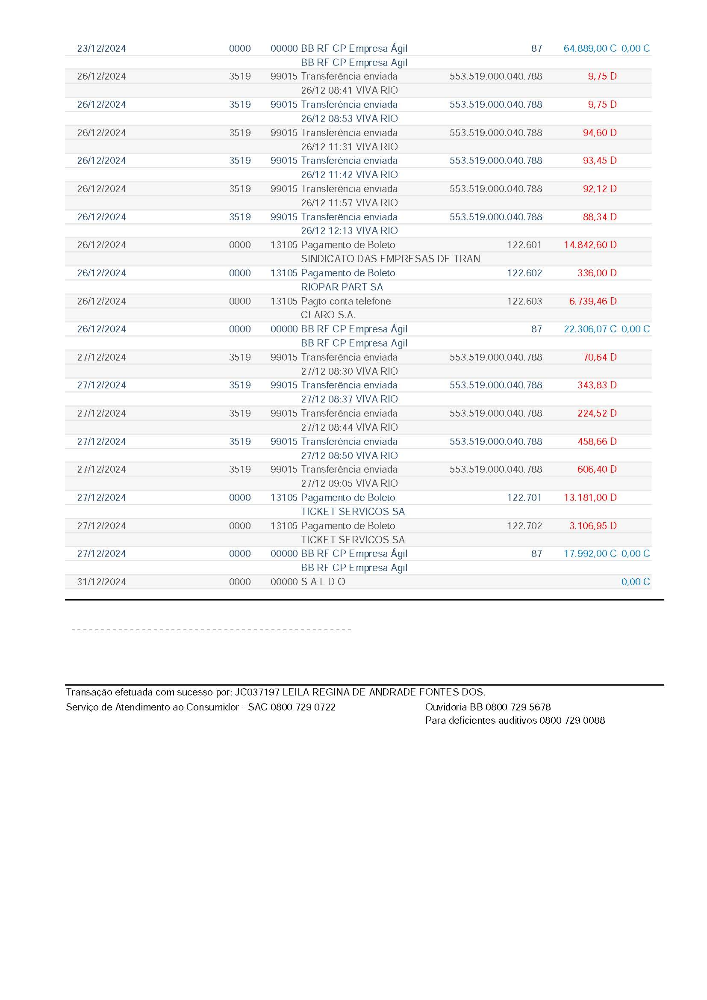 23/12/2024 0000 00000 BB RF CP Empresa Ágil 87 64.889,00 C 0,00 C
BB RF CP Empresa Agil
26/12/2024 3519 99015 Transferência enviada 553.519.000.040.788 9,75 D
26/12 08:41 VIVA RIO
26/12/2024 3519 99015 Transferência enviada 553.519.000.040.788 9,75 D
26/12 08:53 VIVA RIO
26/12/2024 3519 99015 Transferência enviada 553.519.000.040.788 94,60 D
26/12 11:31 VIVA RIO
26/12/2024 3519 99015 Transferência enviada 553.519.000.040.788 93,45 D
26/12 11:42 VIVA RIO
26/12/2024 3519 99015 Transferência enviada 553.519.000.040.788 92,12 D
26/12 11:57 VIVA RIO
26/12/2024 3519 99015 Transferência enviada 553.519.000.040.788 88,34 D
26/12 12:13 VIVA RIO
26/12/2024 0000 13105 Pagamento de Boleto 122.601 14.842,60 D
SINDICATO DAS EMPRESAS DE TRAN
26/12/2024 0000 13105 Pagamento de Boleto 122.602 336,00 D
RIOPAR PART SA
26/12/2024 0000 13105 Pagto conta telefone 122.603 6.739,46 D
CLARO S.A.
26/12/2024 0000 00000 BB RF CP Empresa Ágil 87 22.306,07 C 0,00 C
BB RF CP Empresa Agil
27/12/2024 3519 99015 Transferência enviada 553.519.000.040.788 70,64 D
27/12 08:30 VIVA RIO
27/12/2024 3519 99015 Transferência enviada 553.519.000.040.788 343,83 D
27/12 08:37 VIVA RIO
27/12/2024 3519 99015 Transferência enviada 553.519.000.040.788 224,52 D
27/12 08:44 VIVA RIO
27/12/2024 3519 99015 Transferência enviada 553.519.000.040.788 458,66 D
27/12 08:50 VIVA RIO
27/12/2024 3519 99015 Transferência enviada 553.519.000.040.788 606,40 D
27/12 09:05 VIVA RIO
27/12/2024 0000 13105 Pagamento de Boleto 122.701 13.181,00 D
TICKET SERVICOS SA
27/12/2024 0000 13105 Pagamento de Boleto 122.702 3.106,95 D
TICKET SERVICOS SA
27/12/2024 0000 00000 BB RF CP Empresa Ágil 87 17.992,00 C 0,00 C
BB RF CP Empresa Agil
31/12/2024 0000 00000 S A L D O 0,00 C
------------------------------------------------
Transação efetuada com sucesso por: JC037197 LEILA REGINA DE ANDRADE FONTES DOS.
Serviço de Atendimento ao Consumidor - SAC 0800 729 0722 Ouvidoria BB 0800 729 5678
Para deficientes auditivos 0800 729 0088